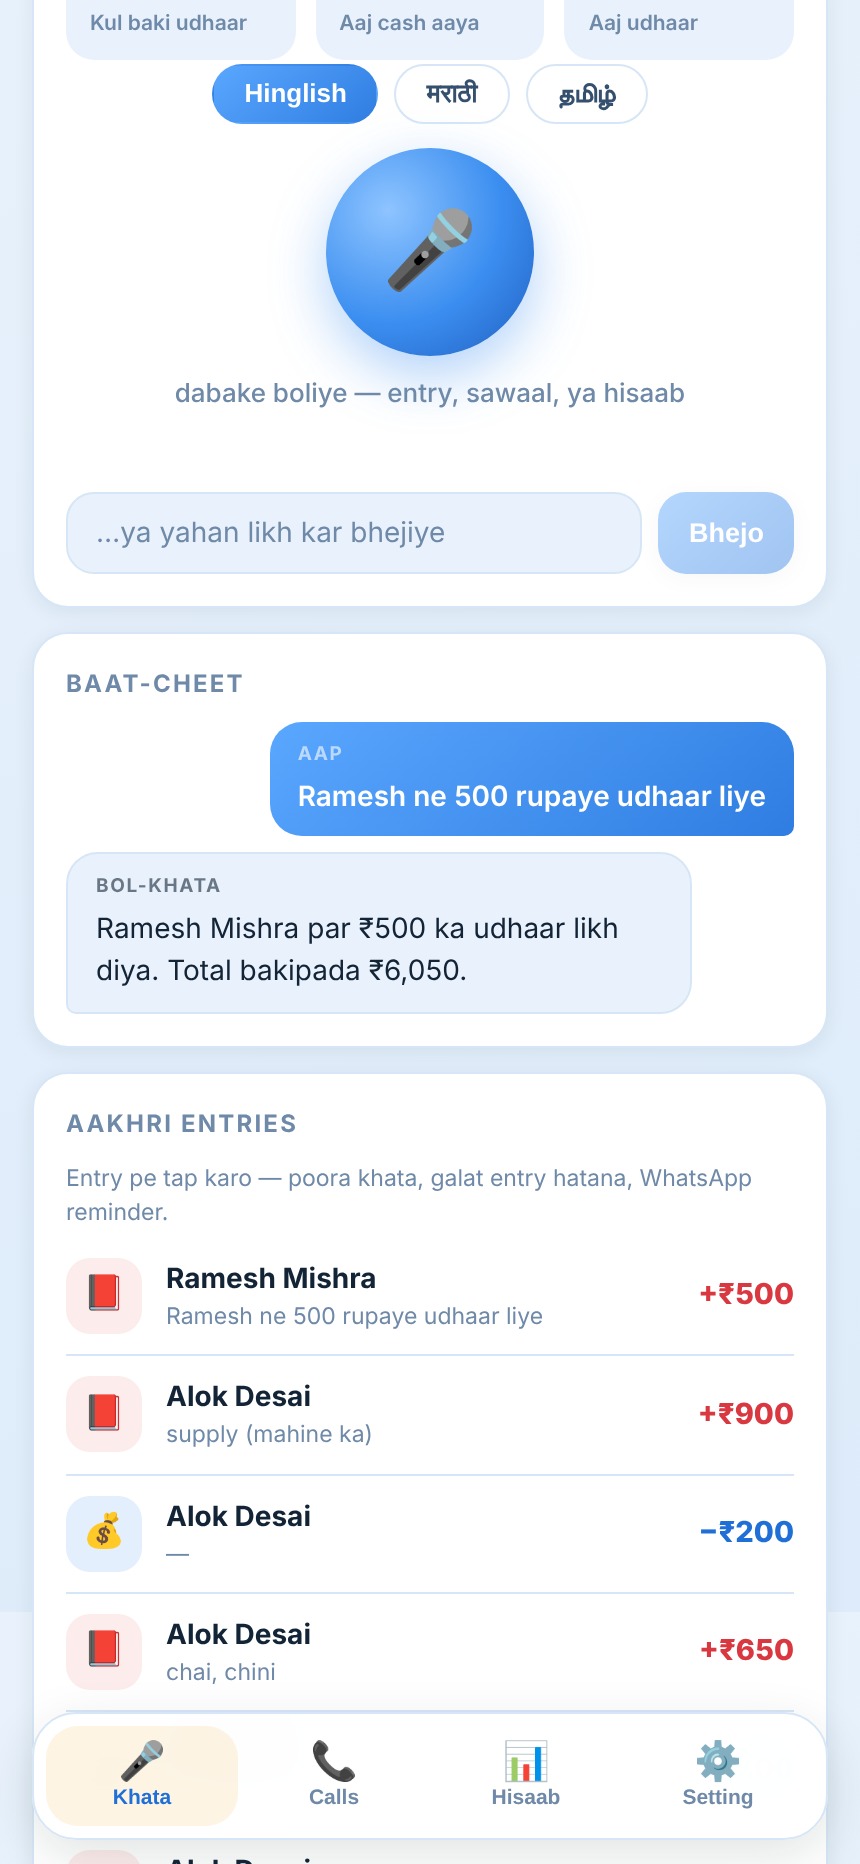 Kul baki udhaar
Aaj cash aaya
Aaj udhaar
Hinglish
मराठी
தமிழ்
dabake boliye — entry, sawaal, ya hisaab
...ya yahan likh kar bhejiye
Bhejo
BAAT-CHEET
AAP
Ramesh ne 500 rupaye udhaar liye
BOL-KHATA
Ramesh Mishra par ₹500 ka udhaar likh
diya. Total bakipada ₹6,050.
AAKHRI ENTRIES
Entry pe tap karo — poora khata, galat entry hatana, WhatsApp
reminder.
Ramesh Mishra
Ramesh ne 500 rupaye udhaar liye
+₹500
Alok Desai
supply (mahine ka)
+₹900
Alok Desai
—
−₹200
Alok Desai
chai, chini
+₹650
Khata
Calls
Hisaab
Setting